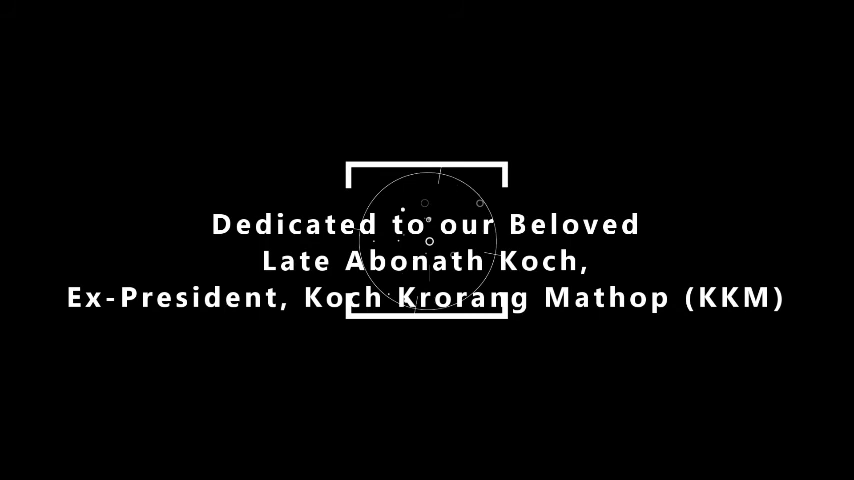 Dedicated to our Beloved
Late Abonath Koch,
Ex-President, Koch Krorang Mathop (KKM)